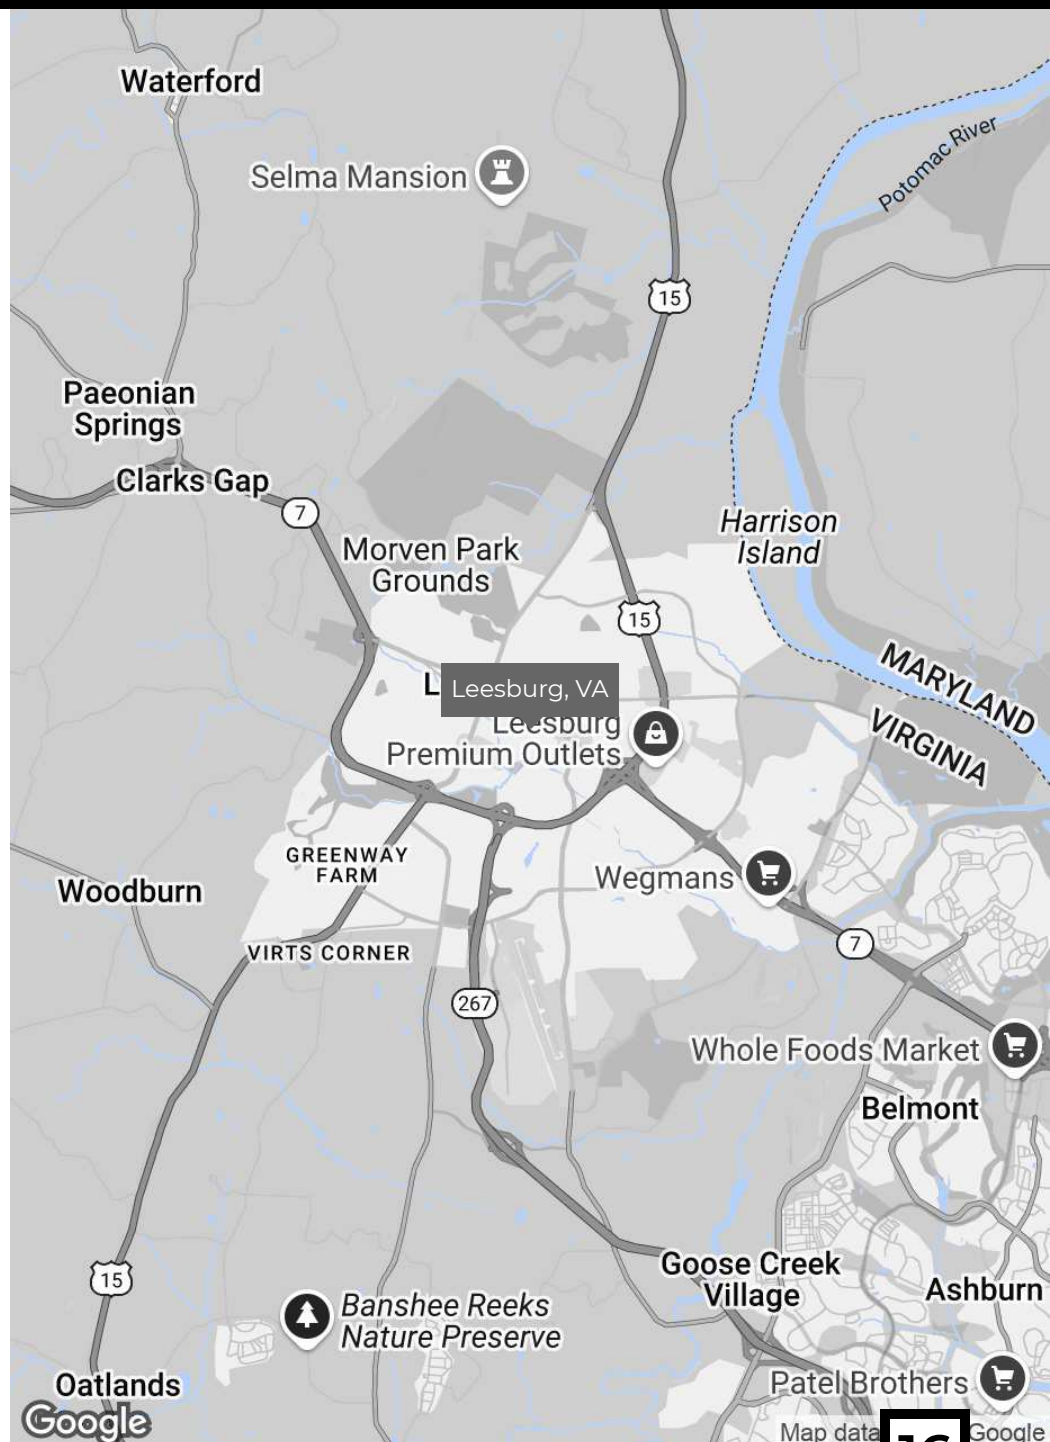 Waterford
Selma Mansion
Potomac River
15
Paeonian
Springs
Clarks Gap
7
Harrison
Island
Morven Park
Grounds
15
MARYLAND
L
Leesburg, VA
VIRGINIA
Leesburg
Premium Outlets
GREENWAY
FARM
Wegmans
Woodburn
VIRTS CORNER
7
267
Whole Foods Market
Belmont
Goose Creek
Village
15
Ashburn
Banshee Reeks
Nature Preserve
Oatlands
Patel Brothers
Google
Map data
Google